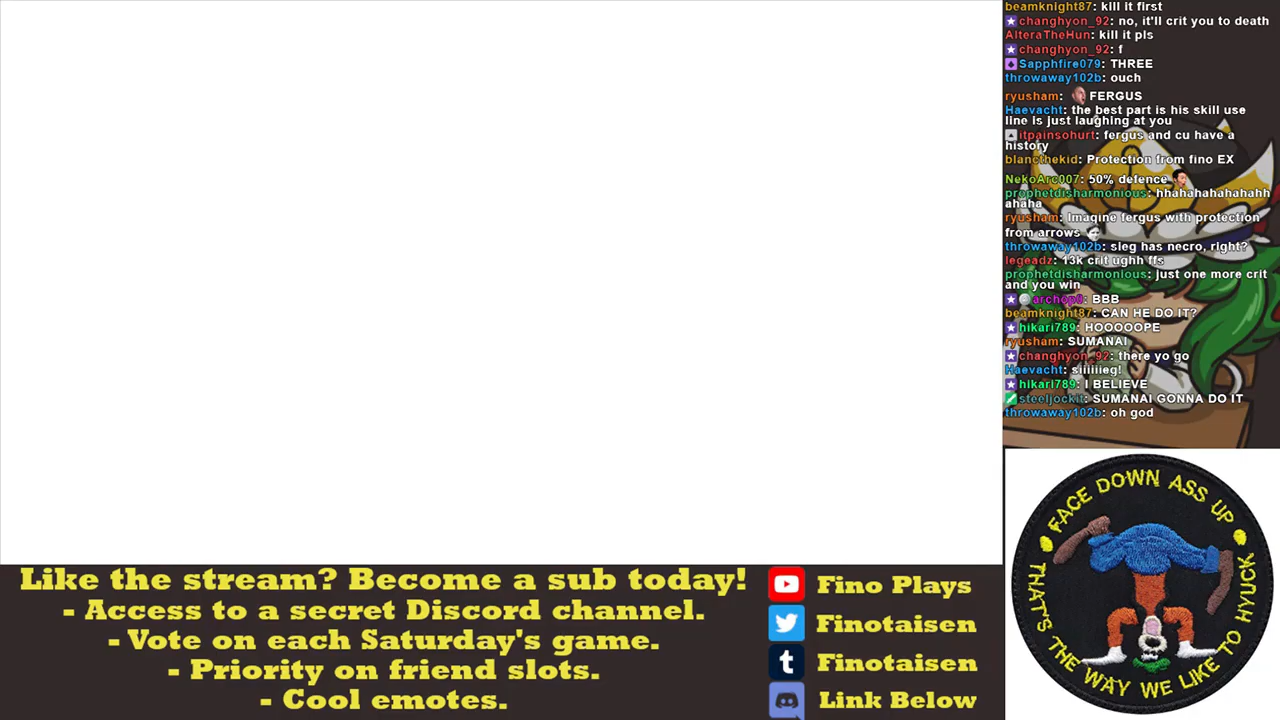 beamknight87: kIll it first
changhyon_92: no, it'll crit you to death
AlteraTheHun: kill it pls
changhyon_92: f
Sapphfire079: THREE
throwaway102b: ouch
ryusham: FERGUS
Haevacht: the best part is his skill use
line is just laughing at you
itpainsohurt: fergus and cu have a
history
blancthekid: Protection from fino EX
NekoArc007: 50% defence
prophetdisharmonious: hhahahahahahh
ahaha
ryusham: Imagine fergus with protection
from arrows
throwaway102b: sieg has necro, right?
legeadz: 13k crit ughh ffs
prophetdisharmonious: just one more crit
and you win
archop0: BBB
beamknight87: CAN HE DO IT?
hikari789: HOOOOOPE
ryusham: SUMANAI
changhyon_92: there yo go
Haevacht: siiiiieg!
hikari789: I BELIEVE
steeljockit: SUMANAI GONNA DO IT
throwaway102b: oh god
FACE DOWN ASS UP
THAT'S THE WAY WE LIKE TO HYUCK
Like the stream? Become a sub today!
- Access to a secret Discord channel.
- Vote on each Saturday's game.
- Priority on friend slots.
- Cool emotes.
Fino Plays
Finotaisen
Finotaisen
Link Below